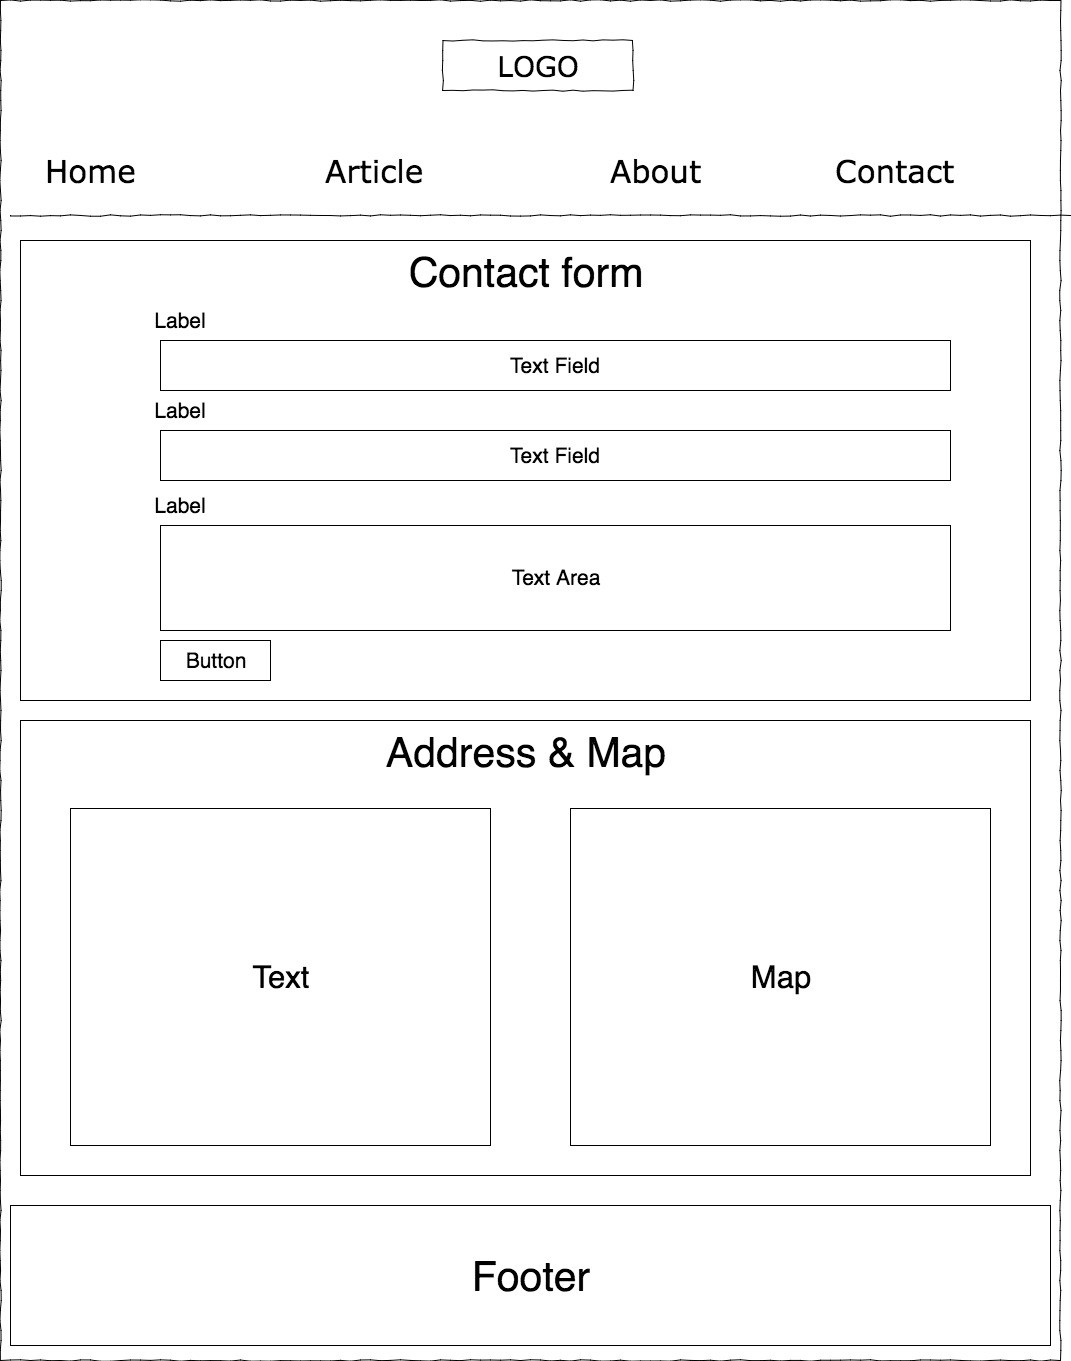 LOGO
Home Article About Contact
Contact form
Label
Text Field
Label
Text Field
Label
Text Area
Button
Address & Map
Text Map
Footer